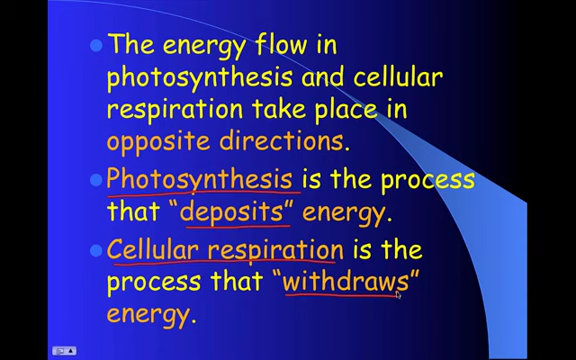 The energy flow in
photosynthesis and cellular
respiration take place in
opposite directions.
Photosynthesis is the process
that “deposits” energy.
Cellular respiration is the
process that “withdraws”
energy.